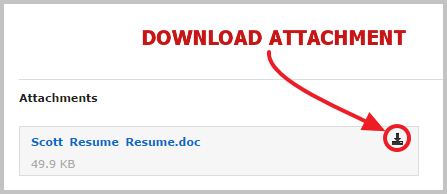 DOWNLOAD ATTACHMENT
Attachments
Scott Resume Resume.doc
49.9 KB